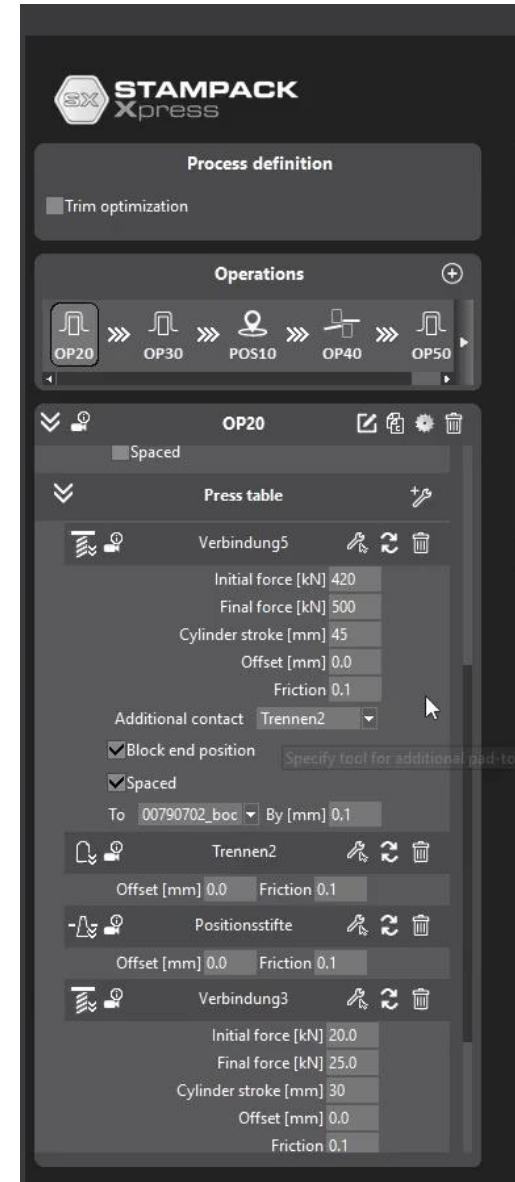 SX STAMPACK
Xpress
Process definition
Trim optimization
Operations
OP20 OP30 POS10 OP40 OP50
OP20
Spaced
Press table
Verbindung5
Initial force [kN] 420
Final force [kN] 500
Cylinder stroke [mm] 45
Offset [mm] 0.0
Friction 0.1
Additional contact Trennen2
Block end position
Specify tool for additional pad-to
Spaced
To 00790702_boc By [mm] 0.1
Trennen2
Offset [mm] 0.0 Friction 0.1
Positionsstifte
Offset [mm] 0.0 Friction 0.1
Verbindung3
Initial force [kN] 20.0
Final force [kN] 25.0
Cylinder stroke [mm] 30
Offset [mm] 0.0
Friction 0.1